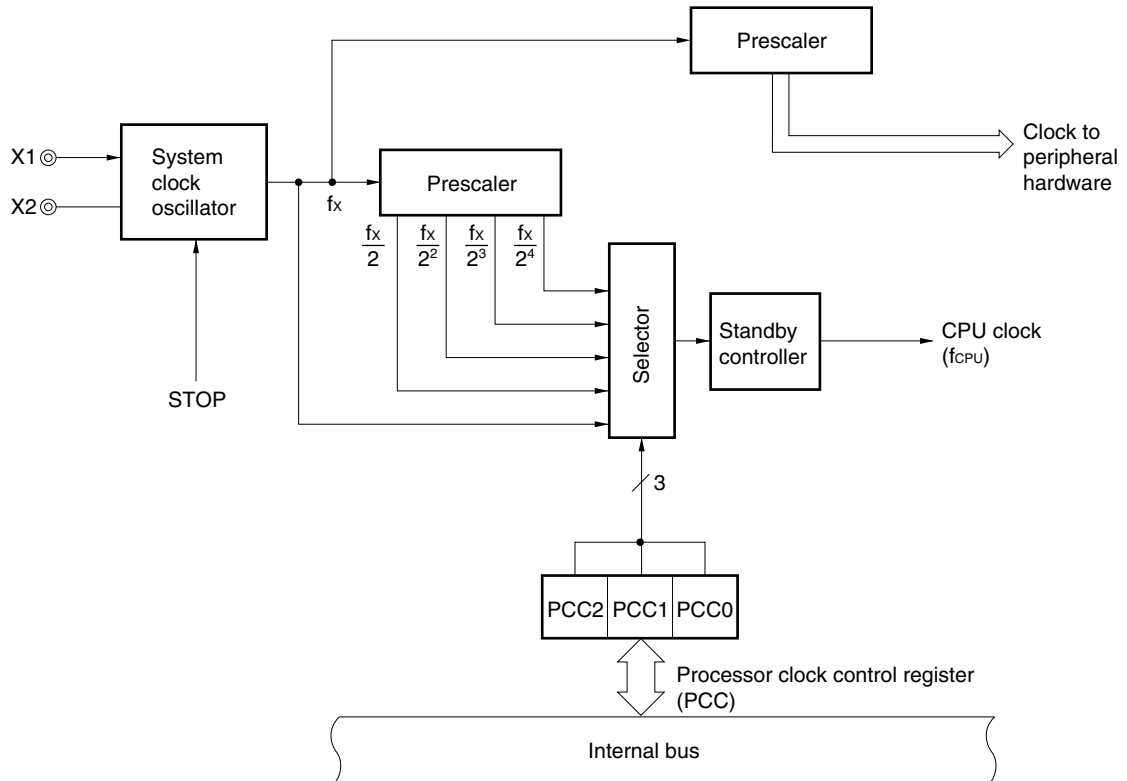 Prescaler
Clock to
peripheral
hardware
X1
X2
System
clock
oscillator
fX
Prescaler
fX/2
fX/2²
fX/2³
fX/2⁴
STOP
Selector
Standby
controller
CPU clock
(fCPU)
3
PCC2 PCC1 PCC0
Processor clock control register
(PCC)
Internal bus